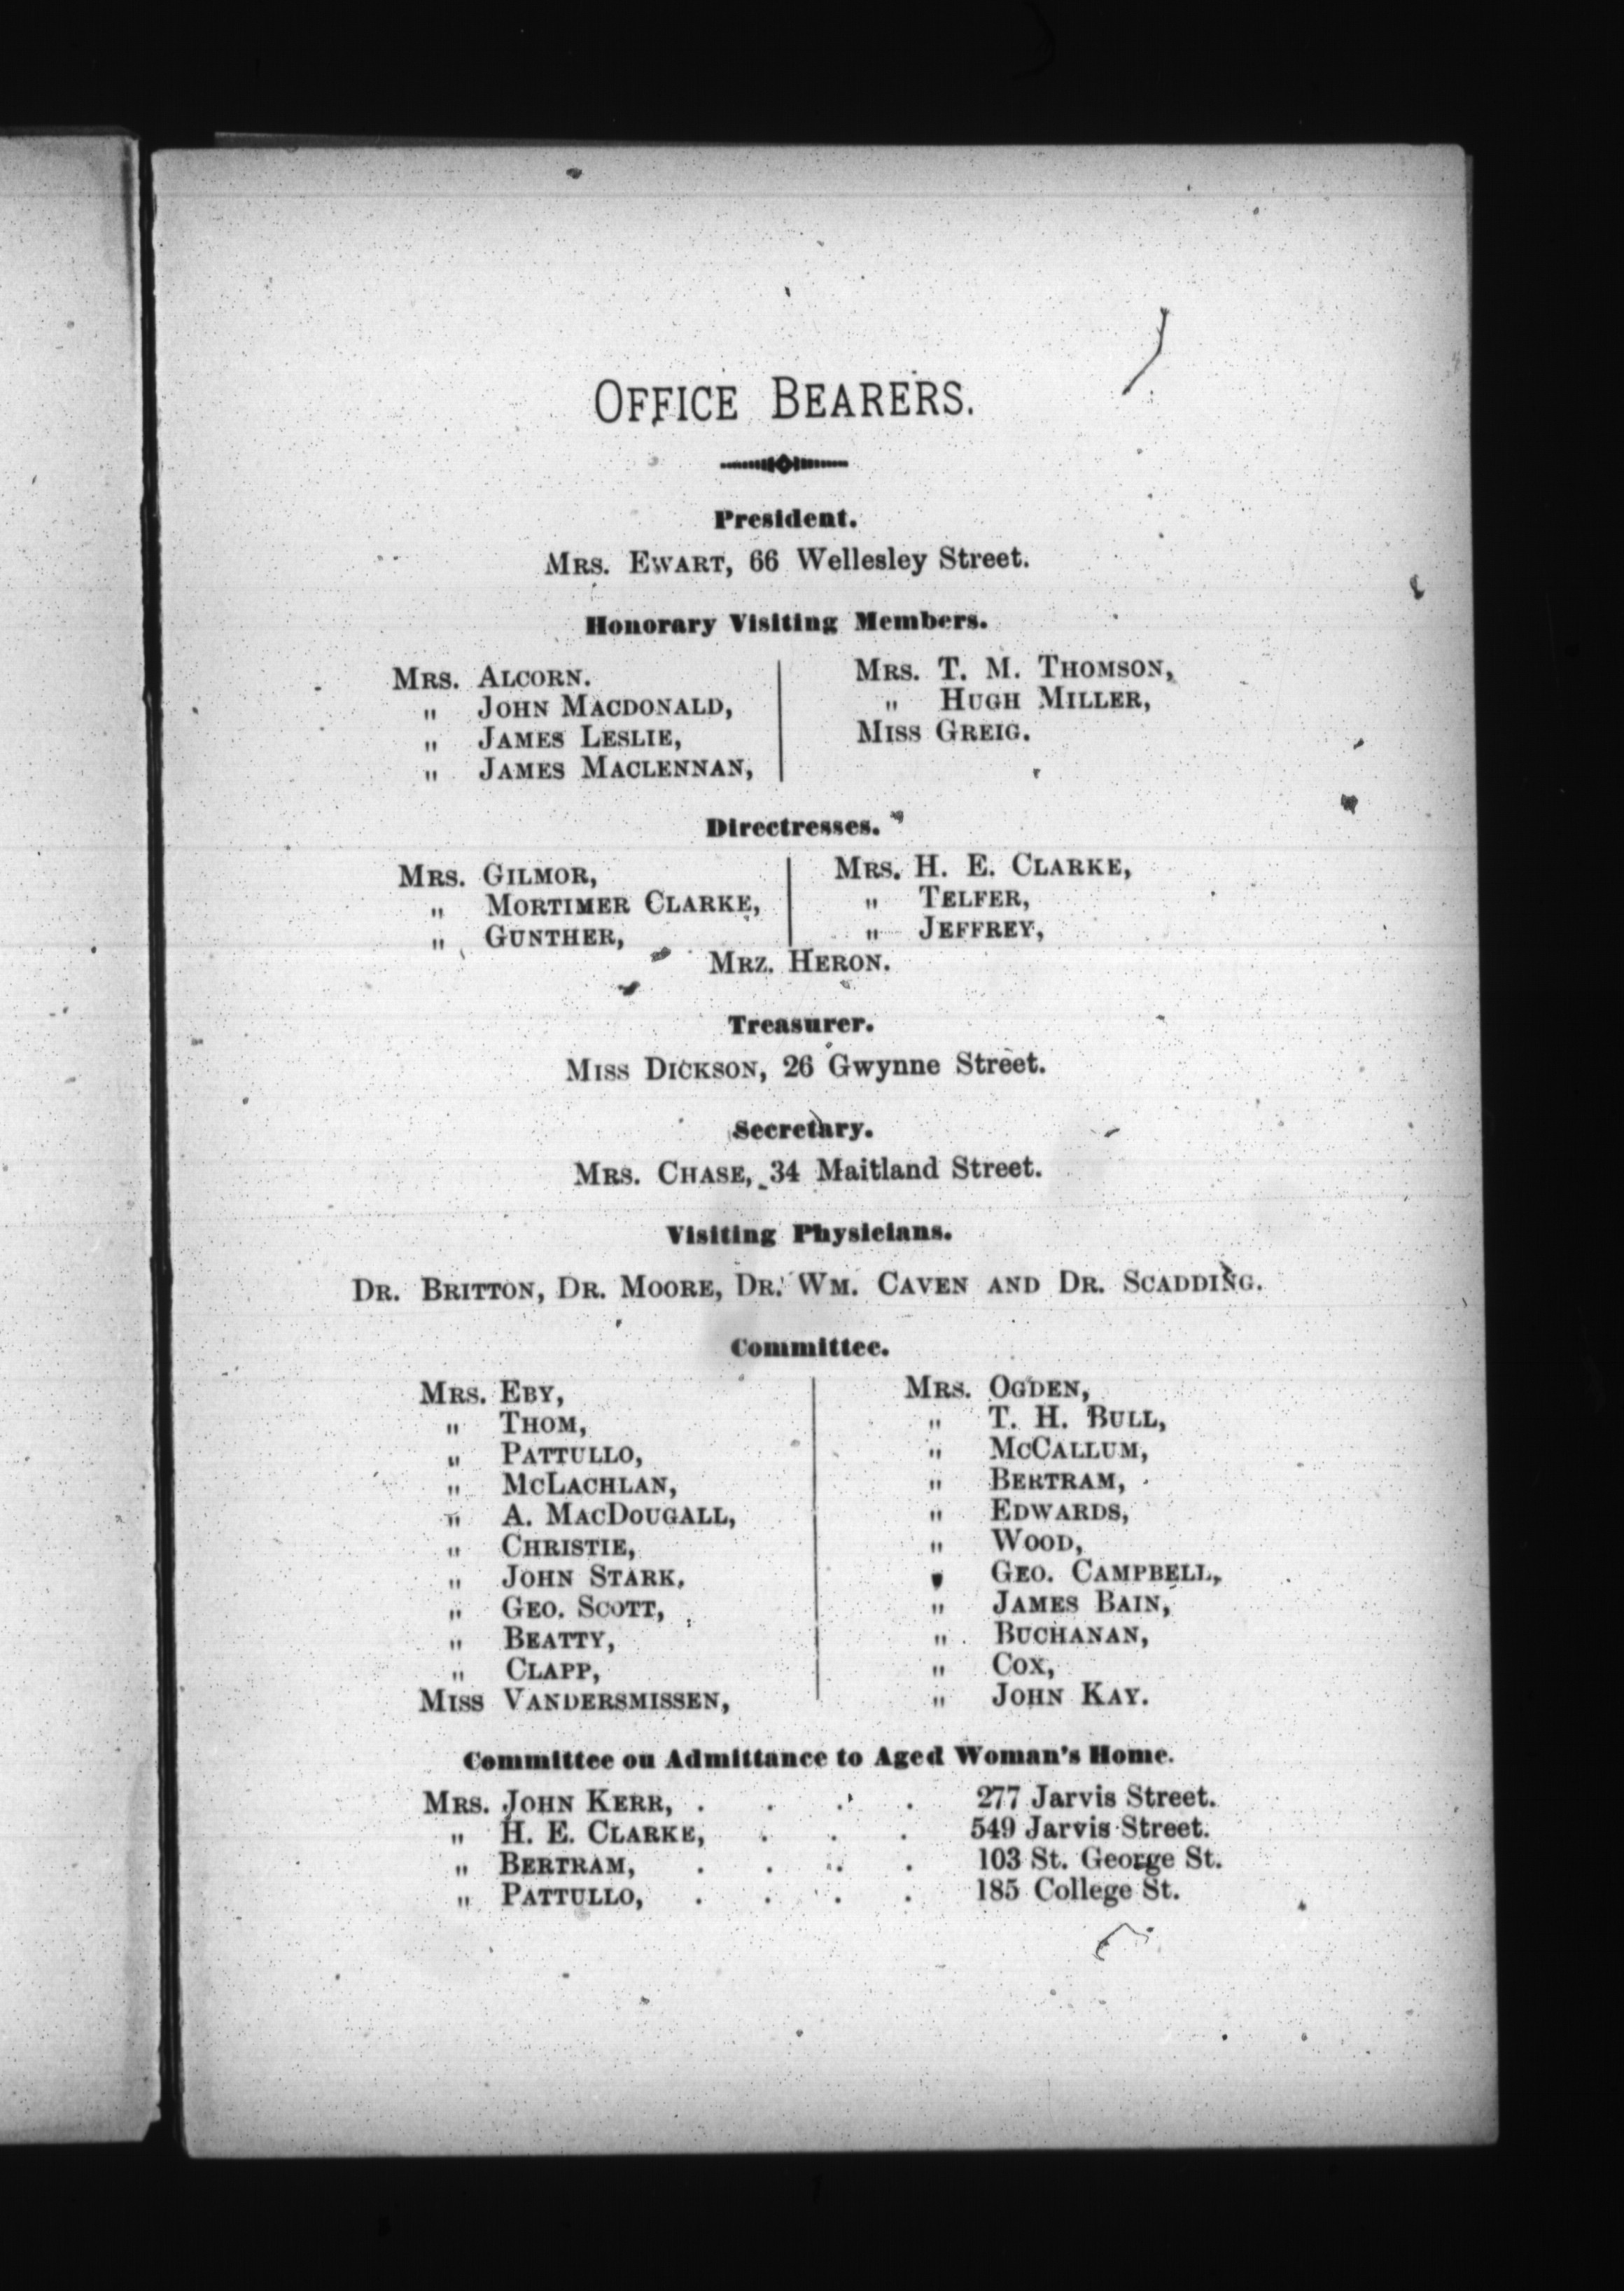 OFFICE BEARERS.
President.
MRS. EWART, 66 Wellesley Street.
Honorary Visiting Members.
MRS. ALCORN.
" JOHN MACDONALD,
" JAMES LESLIE,
" JAMES MACLENNAN,
MRS. T. M. THOMSON,
" HUGH MILLER,
MISS GREIG.
Directresses.
MRS. GILMOR,
" MORTIMER CLARKE,
" GUNTHER,
MRS. H. E. CLARKE,
" TELFER,
" JEFFREY,
MRZ. HERON.
Treasurer.
MISS DICKSON, 26 Gwynne Street.
Secretary.
MRS. CHASE, 34 Maitland Street.
Visiting Physicians.
DR. BRITTON, DR. MOORE, DR. WM. CAVEN AND DR. SCADDING.
Committee.
MRS. EBY,
" THOM,
" PATTULLO,
" MCLACHLAN,
" A. MACDOUGALL,
" CHRISTIE,
" JOHN STARK,
" GEO. SCOTT,
" BEATTY,
" CLAPP,
MISS VANDERSMISSEN,
MRS. OGDEN,
" T. H. BULL,
" MCCALLUM,
" BERTRAM,
" EDWARDS,
" WOOD,
" GEO. CAMPBELL,
" JAMES BAIN,
" BUCHANAN,
" COX,
" JOHN KAY.
Committee on Admittance to Aged Woman's Home.
MRS. JOHN KERR, . . . . 277 Jarvis Street.
" H. E. CLARKE, . . . 549 Jarvis Street.
" BERTRAM, . . . . 103 St. George St.
" PATTULLO, . . . . 185 College St.